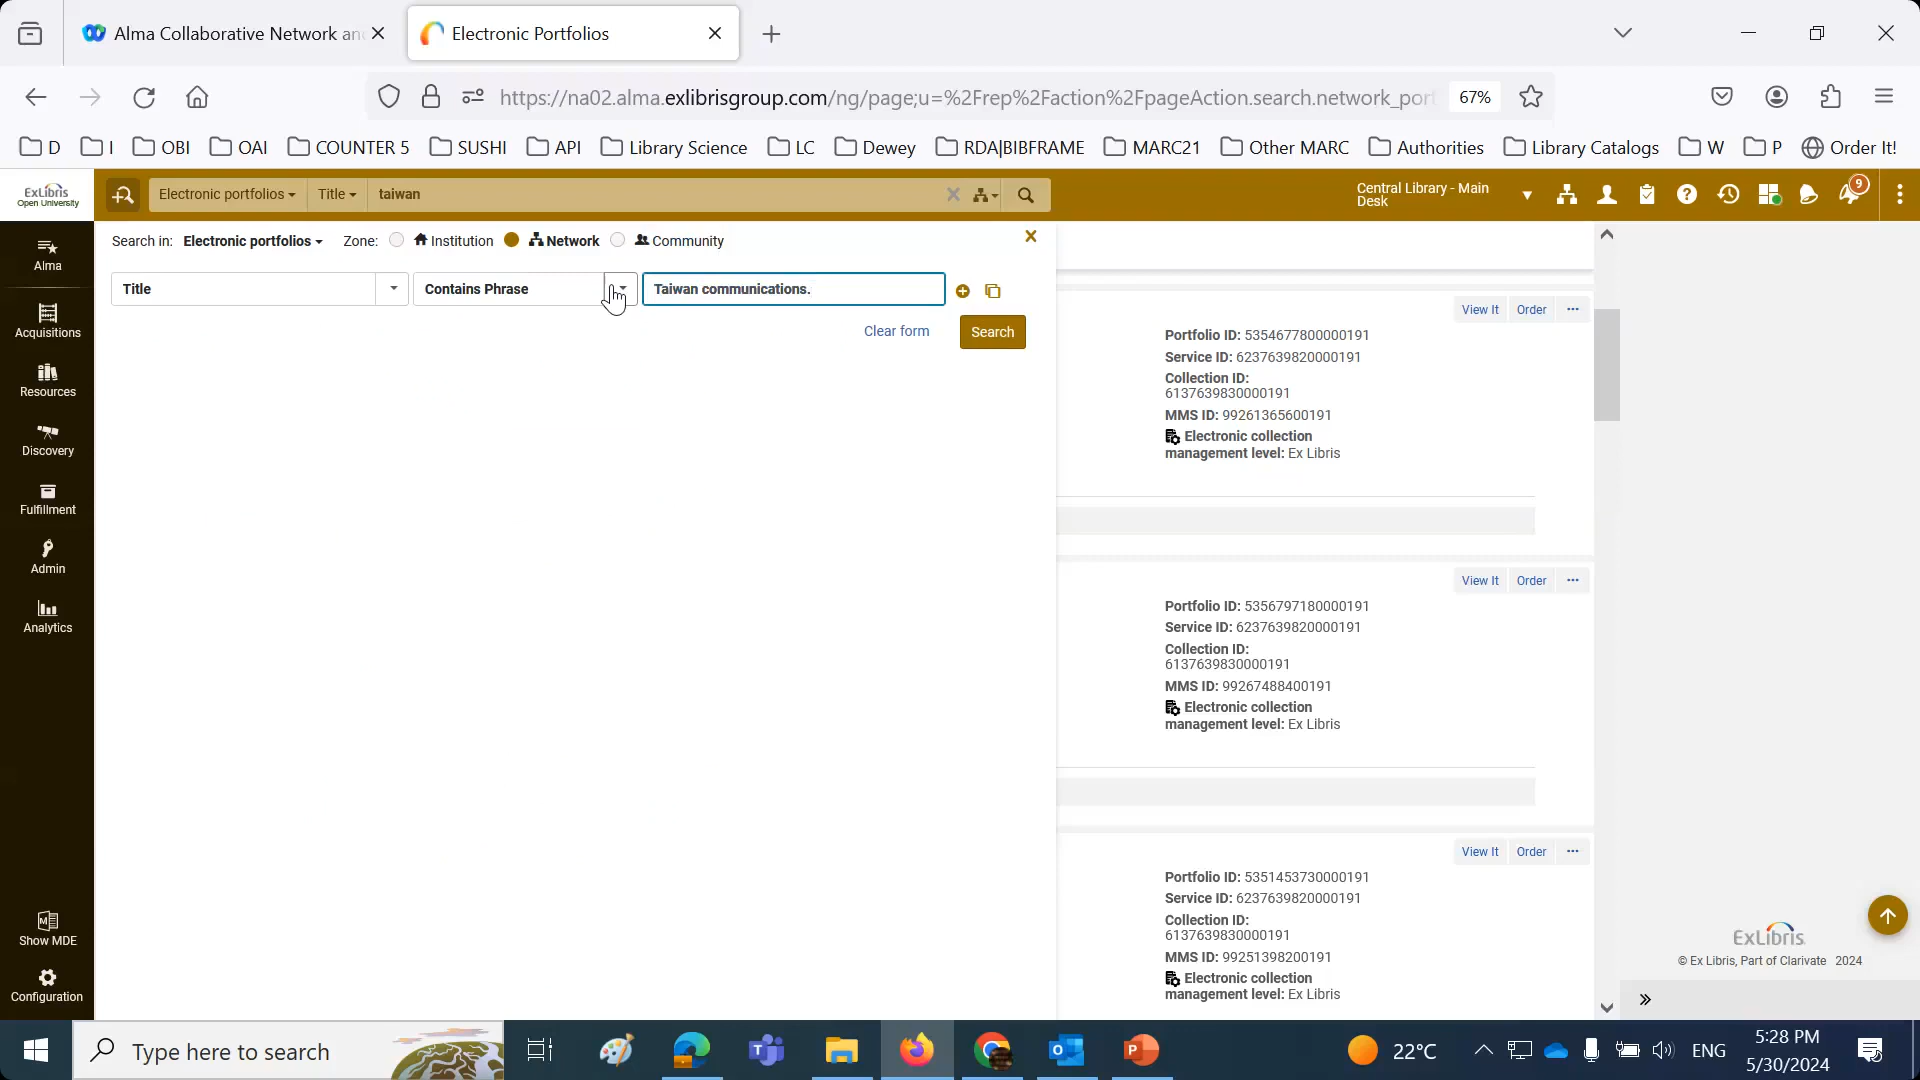 Alma Collaborative Network an
Electronic Portfolios
https://na02.alma.exlibrisgroup.com/ng/page;u=%2Frep%2Faction%2FpageAction.search.network_port
67%
D
I
OBI
OAI
COUNTER 5
SUSHI
API
Library Science
LC
Dewey
RDA|BIBFRAME
MARC21
Other MARC
Authorities
Library Catalogs
W
P
Order It!
ExLibris
Open University
Electronic portfolios
Title
taiwan
Central Library - Main
Desk
9
Search in: Electronic portfolios
Zone: Institution Network Community
Title
Contains Phrase
Taiwan communications.
Clear form
Search
Alma
Acquisitions
Resources
Discovery
Fulfillment
Admin
Analytics
Show MDE
Configuration
View It
Order
Portfolio ID: 5354677800000191
Service ID: 6237639820000191
Collection ID:
6137639830000191
MMS ID: 99261365600191
Electronic collection
management level: Ex Libris
View It
Order
Portfolio ID: 5356797180000191
Service ID: 6237639820000191
Collection ID:
6137639830000191
MMS ID: 99267488400191
Electronic collection
management level: Ex Libris
View It
Order
Portfolio ID: 5351453730000191
Service ID: 6237639820000191
Collection ID:
6137639830000191
MMS ID: 99251398200191
Electronic collection
management level: Ex Libris
ExLibris
© Ex Libris, Part of Clarivate 2024
Type here to search
22°C
ENG
5:28 PM
5/30/2024